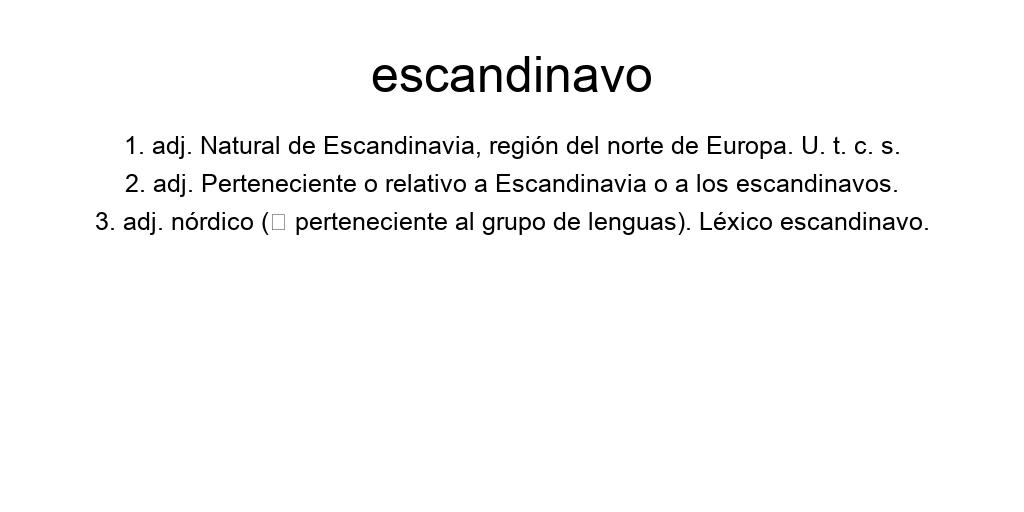 escandinavo
1. adj. Natural de Escandinavia, región del norte de Europa. U. t. c. s.
2. adj. Perteneciente o relativo a Escandinavia o a los escandinavos.
3. adj. nórdico (□ perteneciente al grupo de lenguas). Léxico escandinavo.